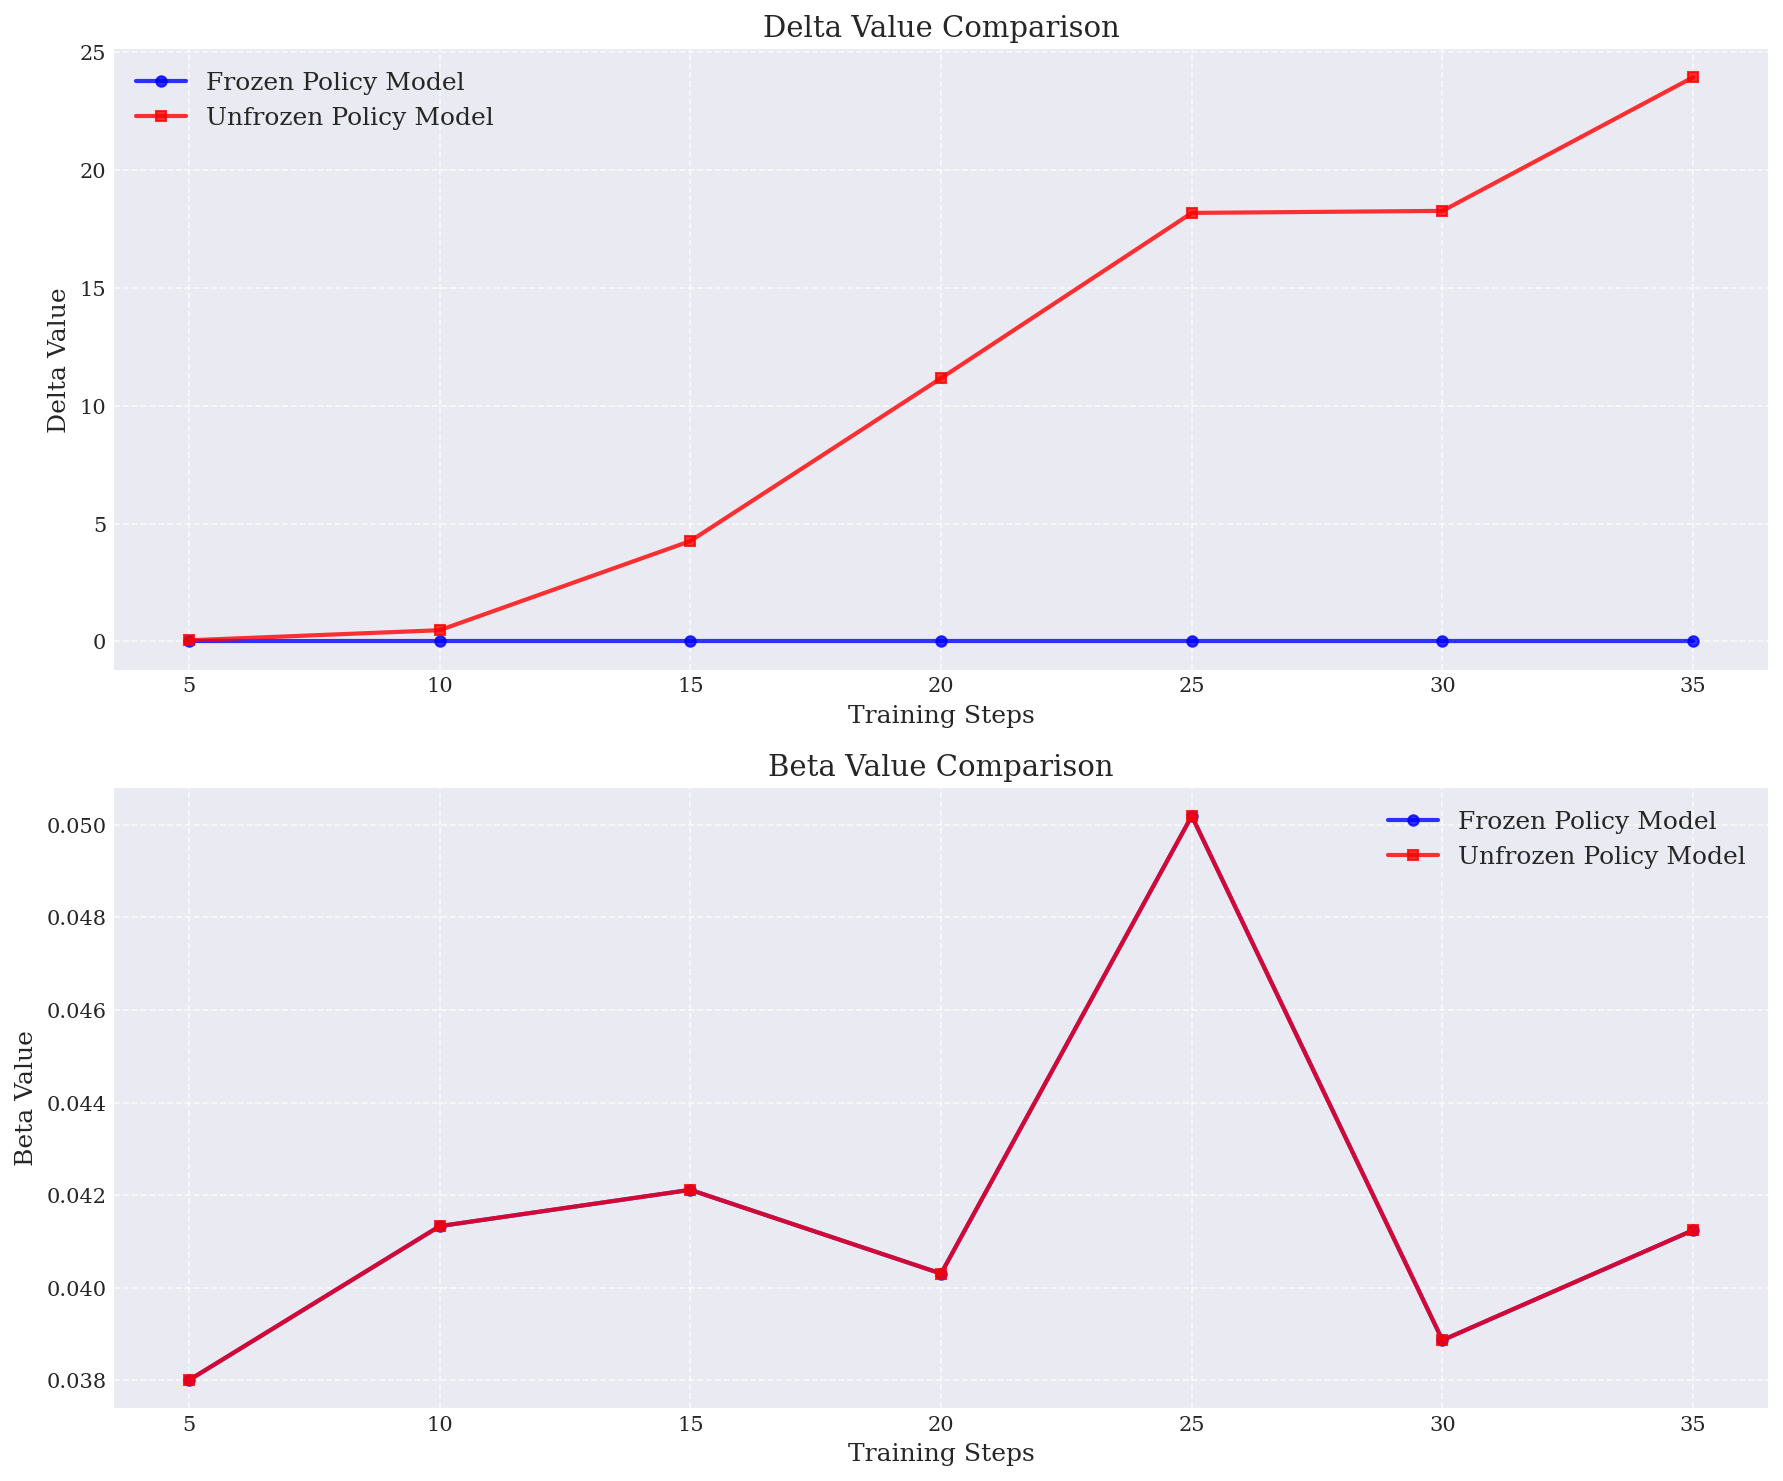 Delta Value Comparison
Frozen Policy Model
Unfrozen Policy Model
Delta Value
25
20
15
10
5
0
5 10 15 20 25 30 35
Training Steps
Beta Value Comparison
Frozen Policy Model
Unfrozen Policy Model
Beta Value
0.050
0.048
0.046
0.044
0.042
0.040
0.038
5 10 15 20 25 30 35
Training Steps